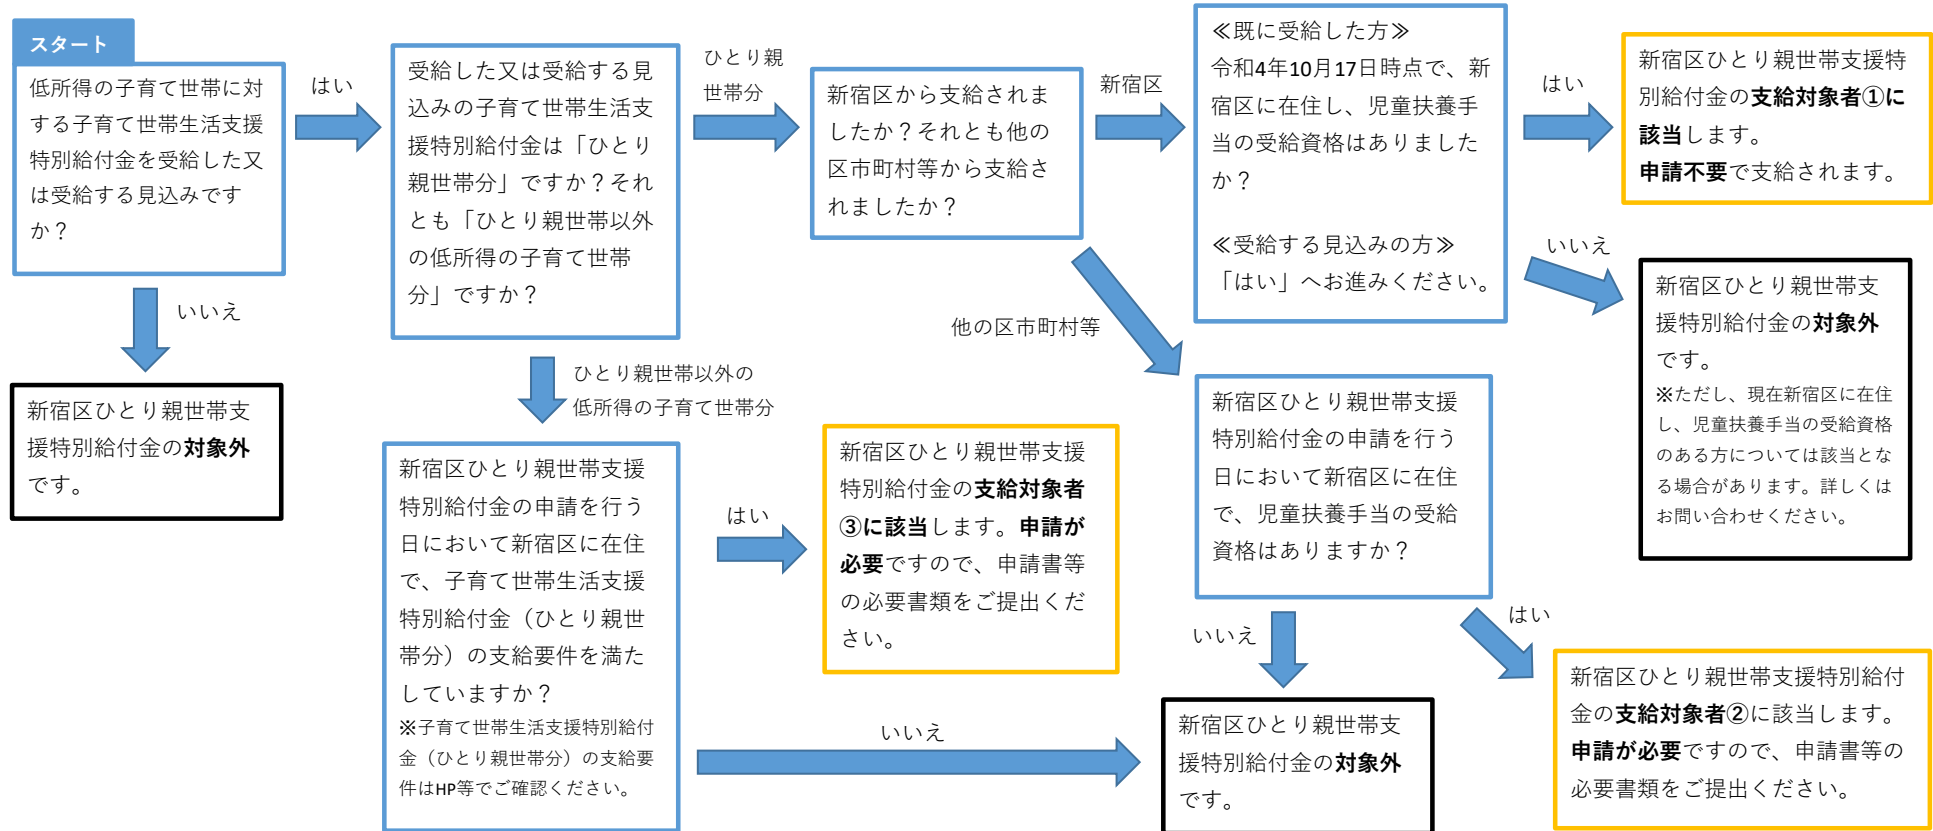 スタート
低所得の子育て世帯に対
する子育て世帯生活支援
特別給付金を受給した又
は受給する見込みです
か？
はい
いいえ
新宿区ひとり親世帯支
援特別給付金の対象外
です。
受給した又は受給する見
込みの子育て世帯生活支
援特別給付金は「ひとり
親世帯分」ですか？それ
とも「ひとり親世帯以外
の低所得の子育て世帯
分」ですか？
ひとり親
世帯分
ひとり親世帯以外の
低所得の子育て世帯分
新宿区ひとり親世帯支援
特別給付金の申請を行う
日において新宿区に在住
で、子育て世帯生活支援
特別給付金（ひとり親世
帯分）の支給要件を満た
していますか？
※子育て世帯生活支援特別給付
金（ひとり親世帯分）の支給要
件はHP等でご確認ください。
はい
新宿区ひとり親世帯支援
特別給付金の支給対象者
③に該当します。申請が
必要ですので、申請書等
の必要書類をご提出くだ
さい。
いいえ
新宿区から支給されま
したか？それとも他の
区市町村等から支給さ
れましたか？
新宿区
他の区市町村等
≪既に受給した方≫
令和4年10月17日時点で、新
宿区に在住し、児童扶養手
当の受給資格はありました
か？
≪受給する見込みの方≫
「はい」へお進みください。
はい
新宿区ひとり親世帯支援特
別給付金の支給対象者①に
該当します。
申請不要で支給されます。
いいえ
新宿区ひとり親世帯支
援特別給付金の対象外
です。
※ただし、現在新宿区に在住
し、児童扶養手当の受給資格
のある方については該当とな
る場合があります。詳しくは
お問い合わせください。
新宿区ひとり親世帯支援
特別給付金の申請を行う
日において新宿区に在住
で、児童扶養手当の受給
資格はありますか？
いいえ
新宿区ひとり親世帯支
援特別給付金の対象外
です。
はい
新宿区ひとり親世帯支援特別給付
金の支給対象者②に該当します。
申請が必要ですので、申請書等の
必要書類をご提出ください。